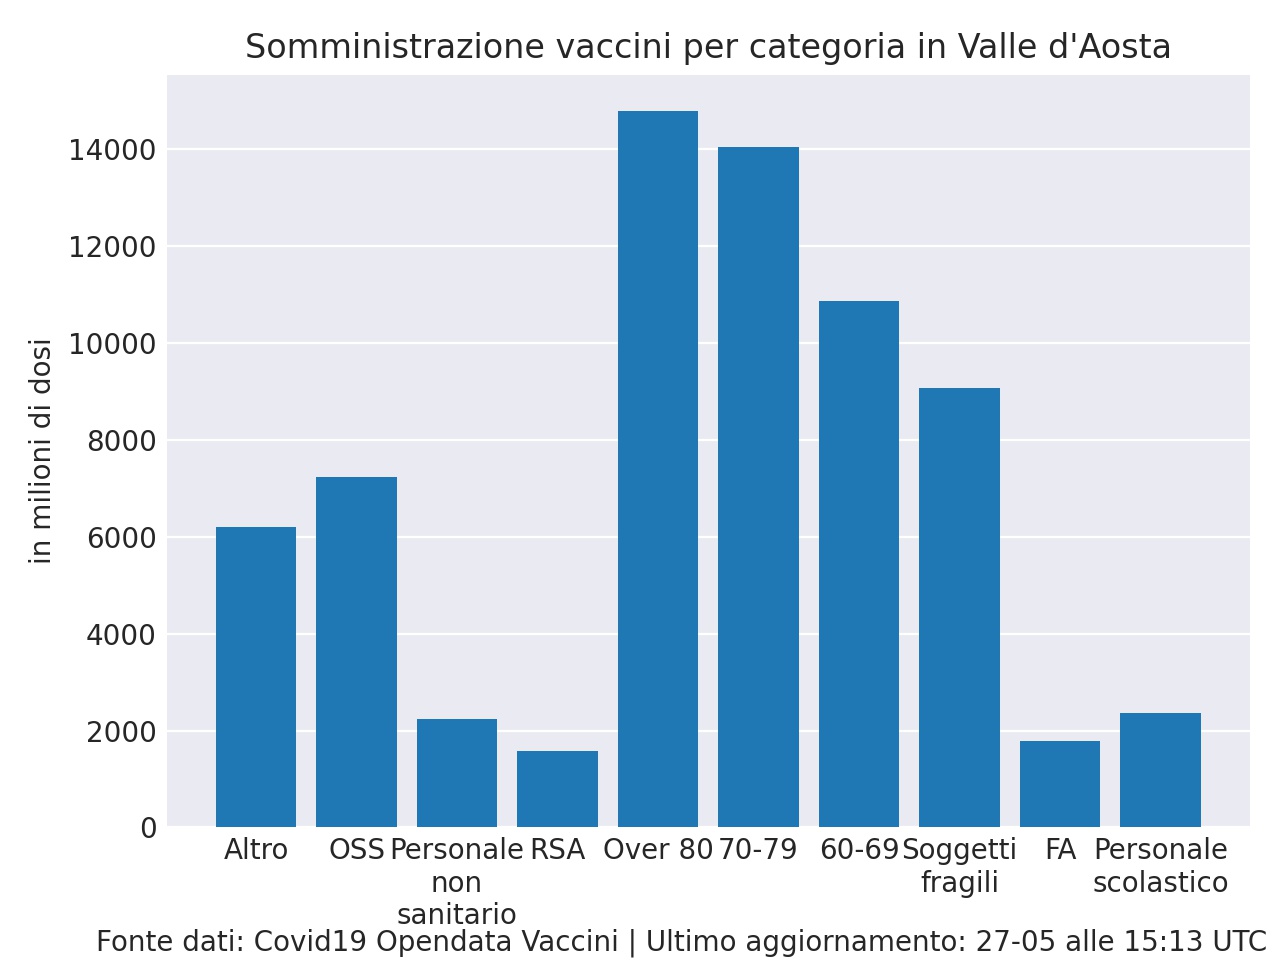 Somministrazione vaccini per categoria in Valle d'Aosta
in milioni di dosi
14000
12000
10000
8000
6000
4000
2000
0
Altro
OSS
Personale
non
sanitario
RSA
Over 80
70-79
60-69
Soggetti
fragili
FA
Personale
scolastico
Fonte dati: Covid19 Opendata Vaccini | Ultimo aggiornamento: 27-05 alle 15:13 UTC